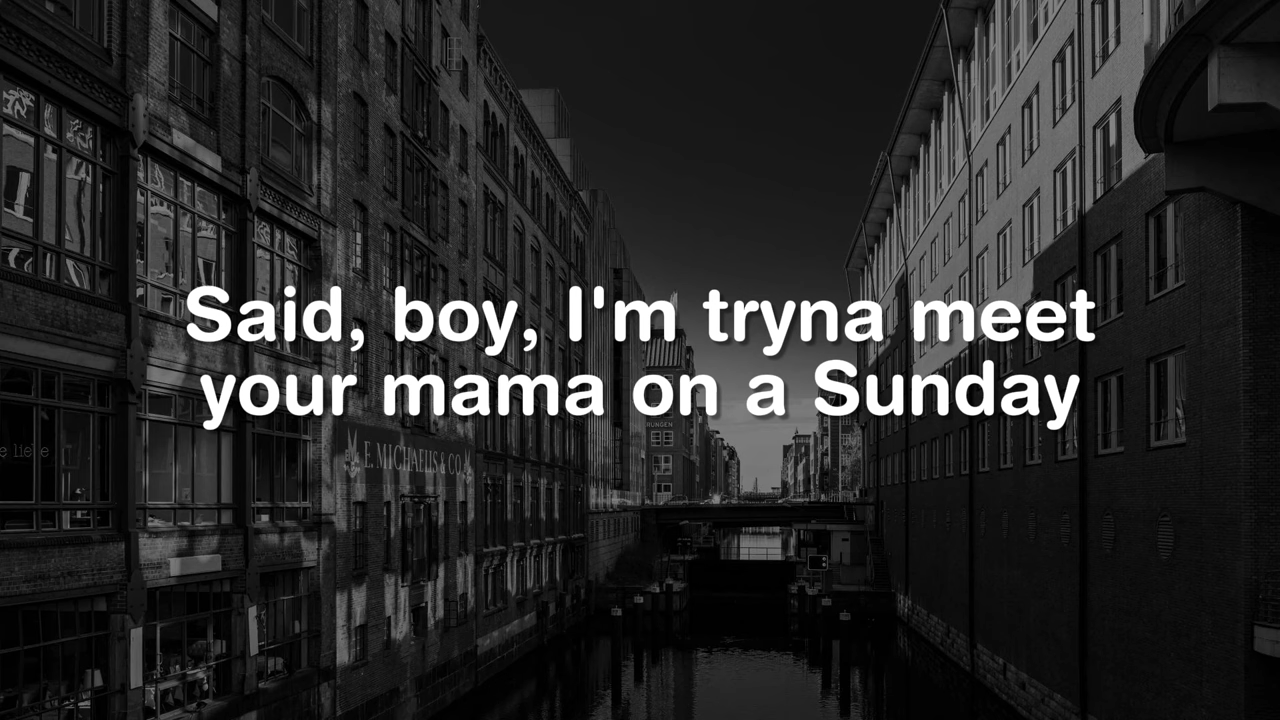 Said, boy, I'm tryna meet
your mama on a Sunday
E. MICHAELIS & CO.